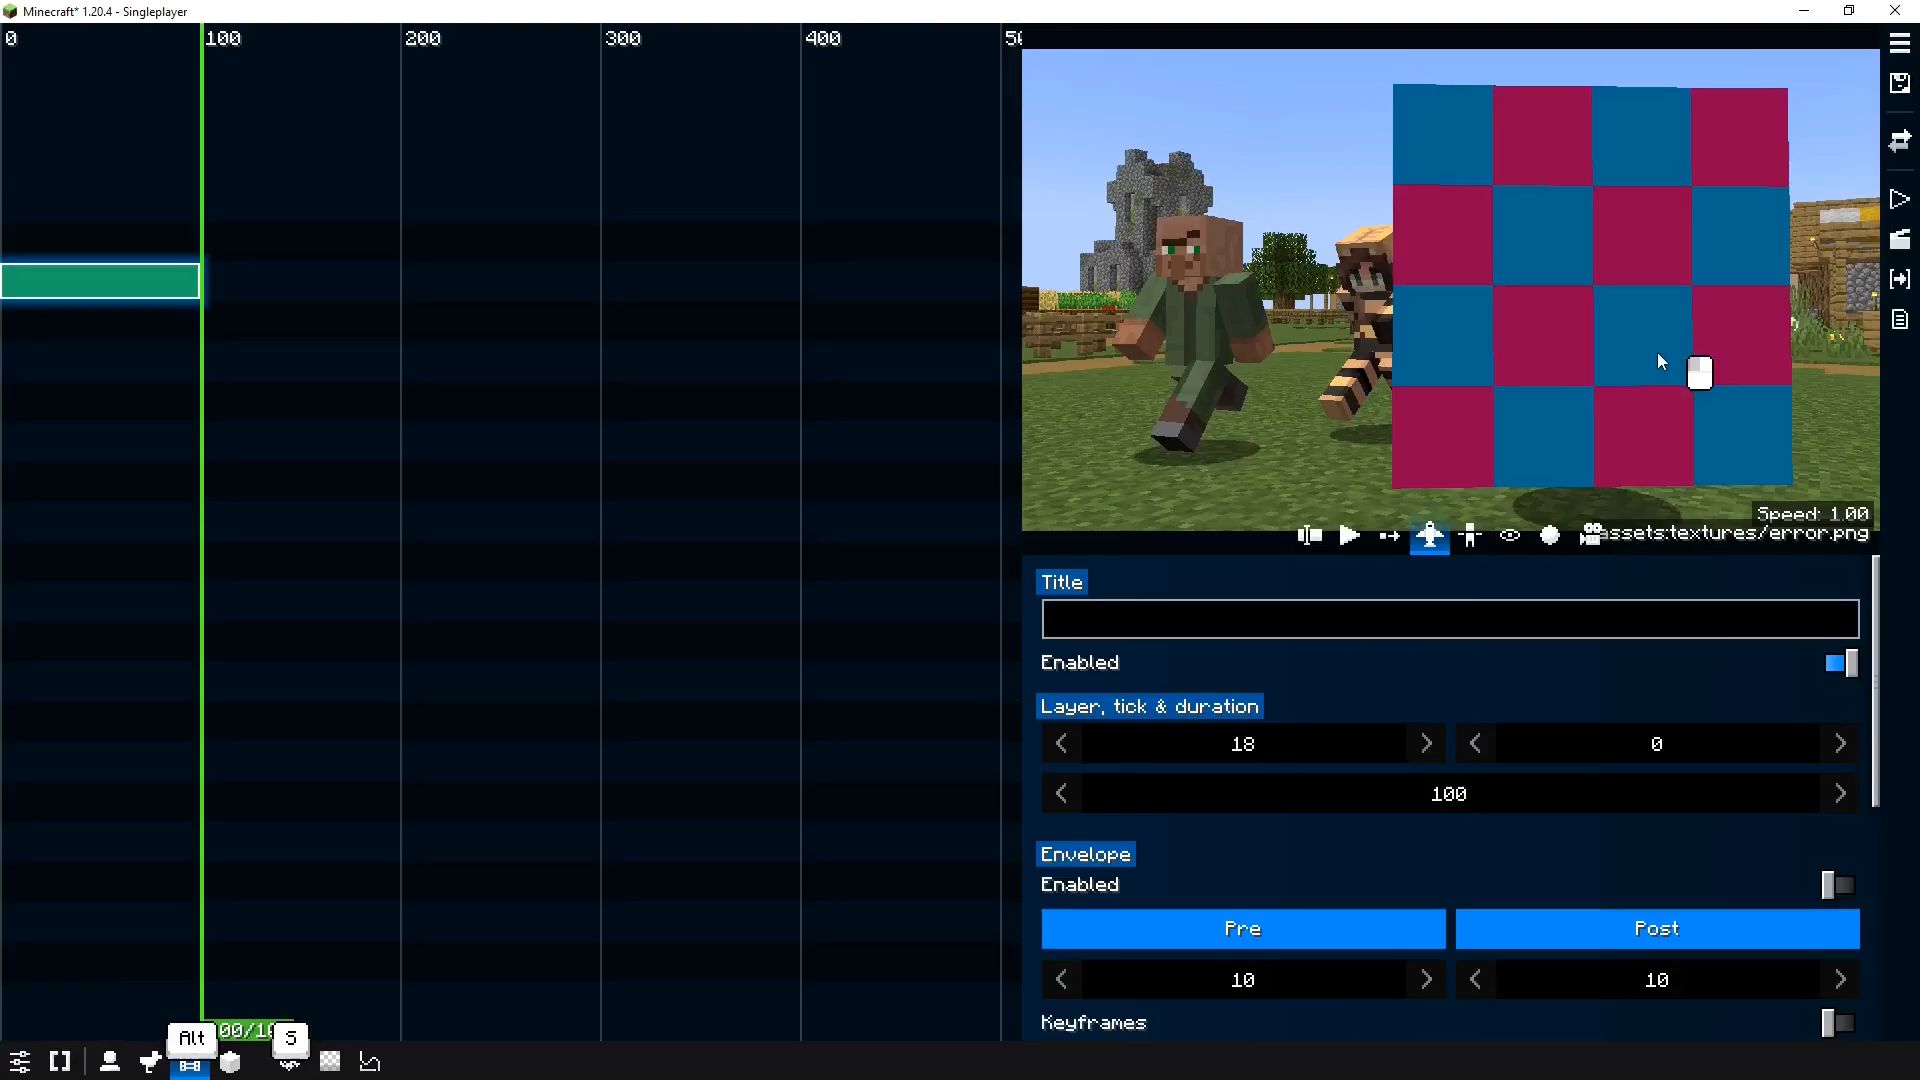 Minecraft* 1.20.4 - Singleplayer
0 100 200 300 400
Speed: 1.00
assets:textures/error.png
Title
Enabled
Layer, tick & duration
18 0
100
Envelope
Enabled
Pre Post
10 10
Keyframes
Alt S